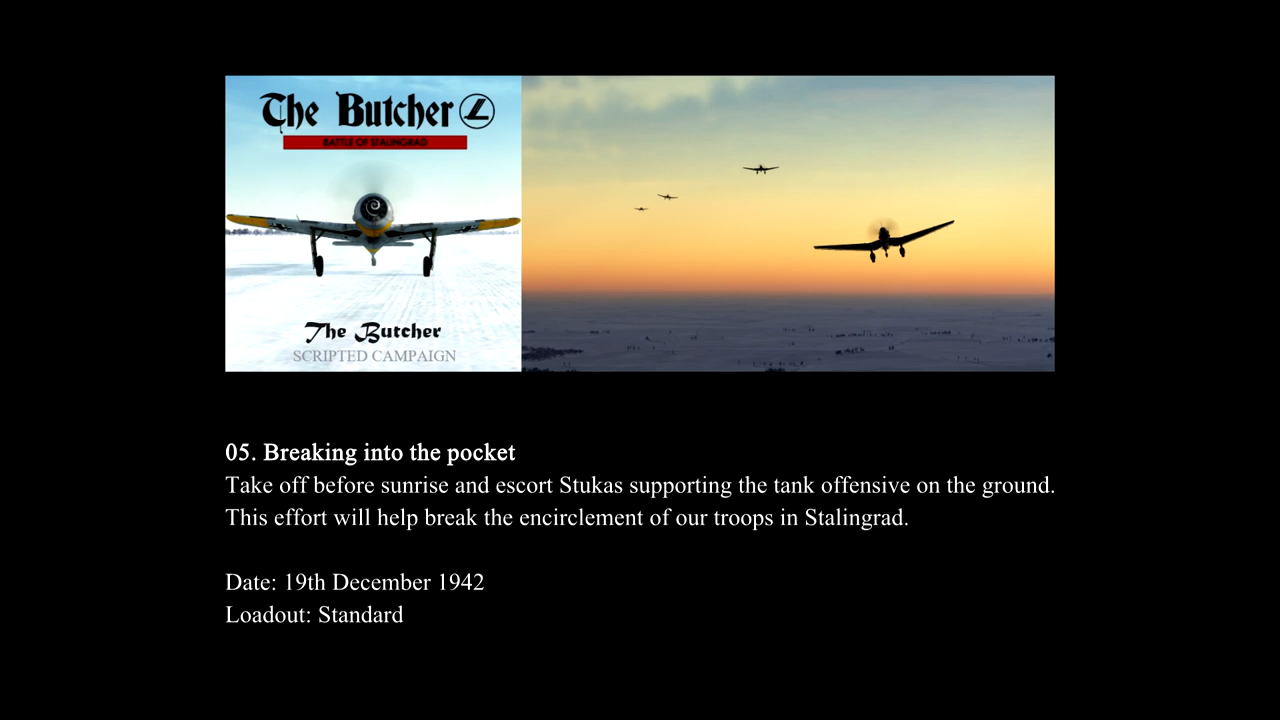 The Butcher
BATTLE OF STALINGRAD
The Butcher
SCRIPTED CAMPAIGN
05. Breaking into the pocket
Take off before sunrise and escort Stukas supporting the tank offensive on the ground.
This effort will help break the encirclement of our troops in Stalingrad.
Date: 19th December 1942
Loadout: Standard